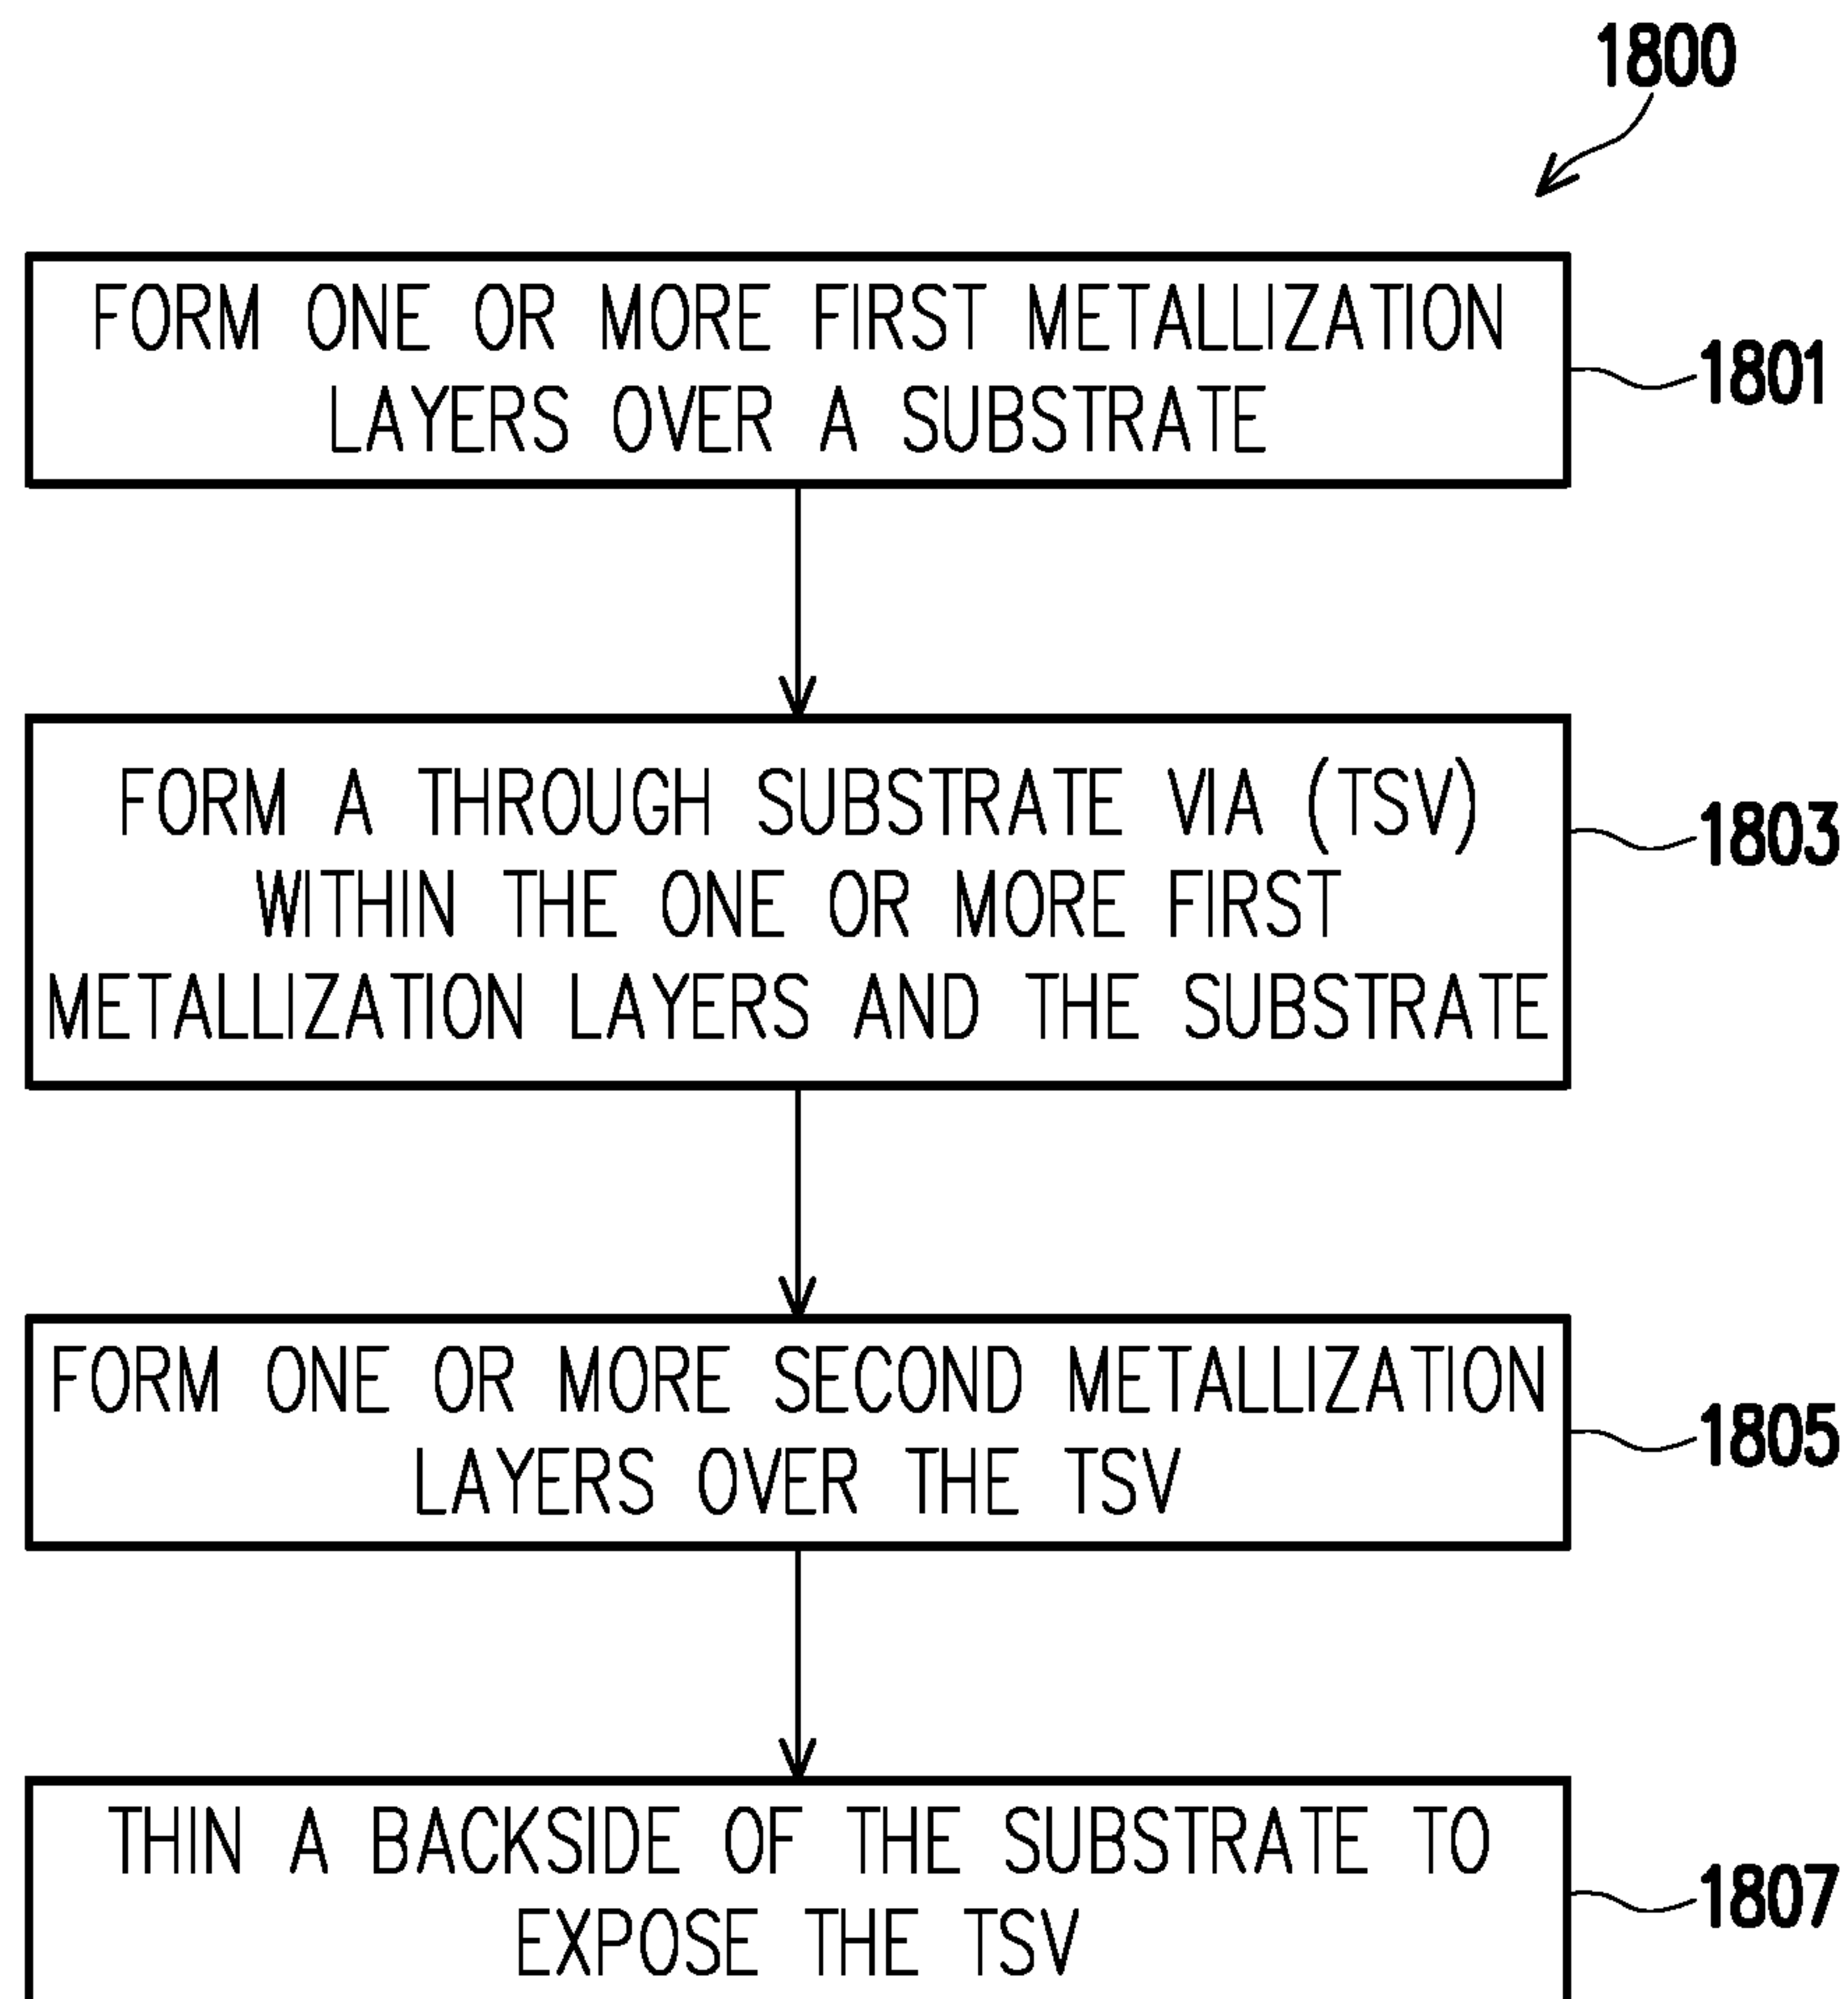 1800
FORM ONE OR MORE FIRST METALLIZATION
LAYERS OVER A SUBSTRATE
1801
FORM A THROUGH SUBSTRATE VIA (TSV)
WITHIN THE ONE OR MORE FIRST
METALLIZATION LAYERS AND THE SUBSTRATE
1803
FORM ONE OR MORE SECOND METALLIZATION
LAYERS OVER THE TSV
1805
THIN A BACKSIDE OF THE SUBSTRATE TO
EXPOSE THE TSV
1807